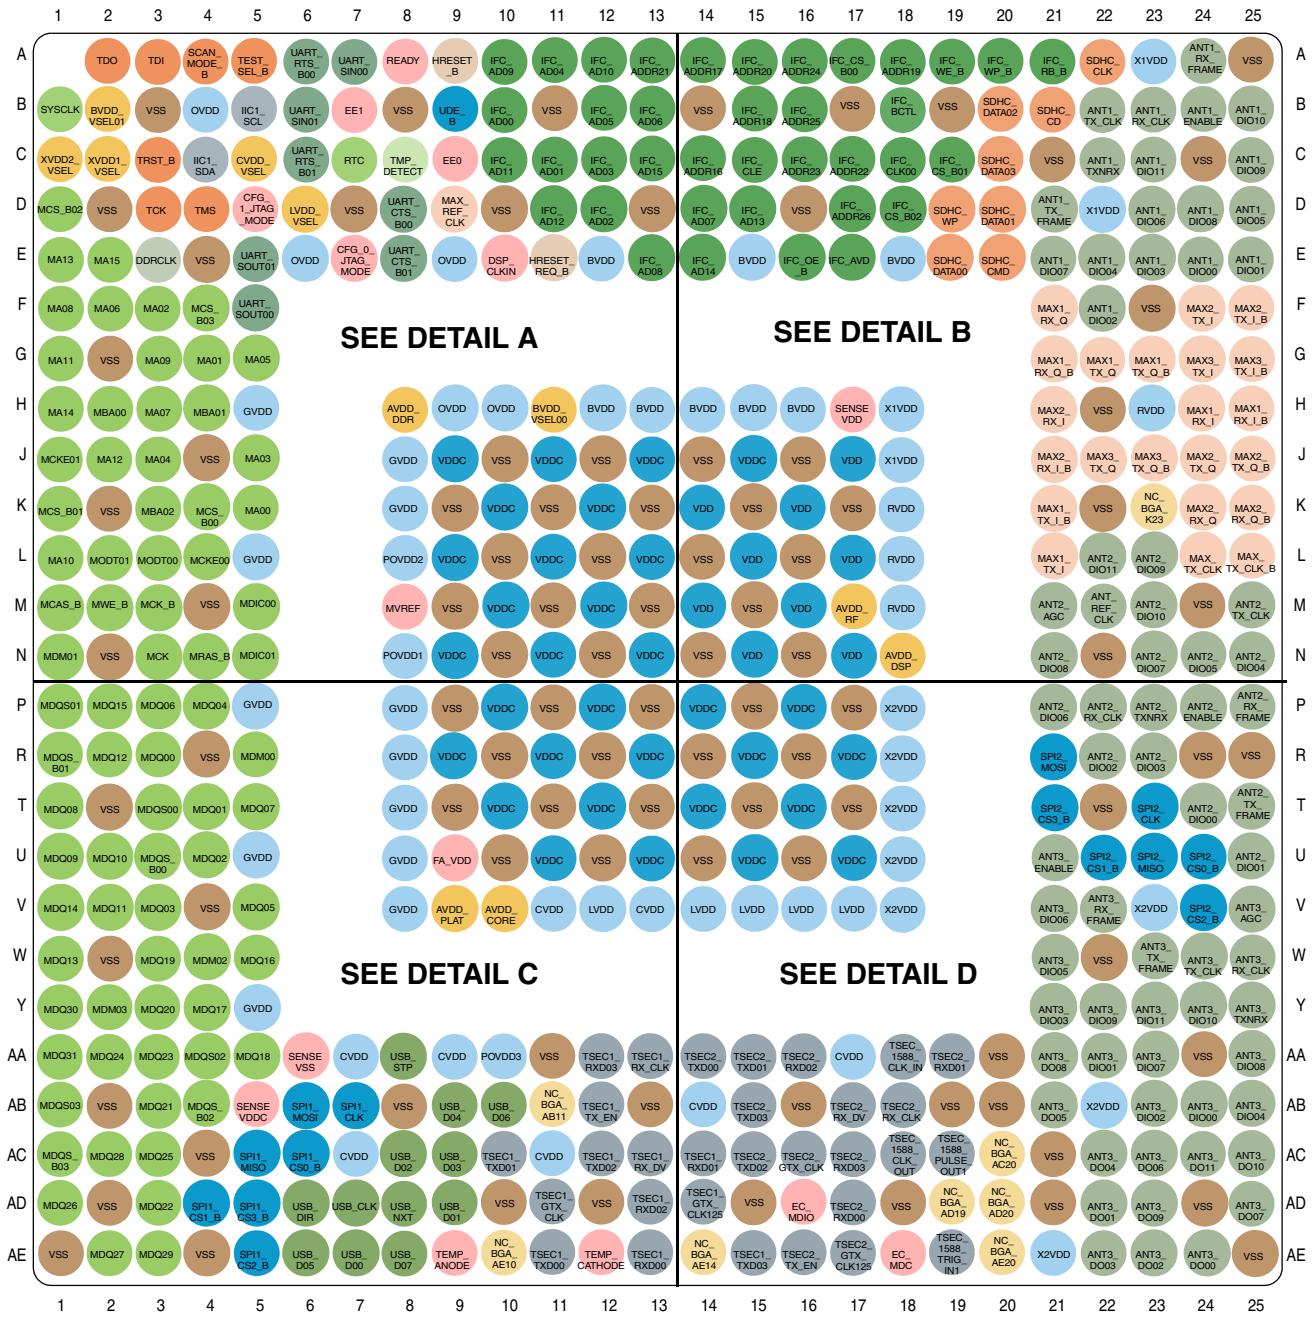 1 2 3 4 5 6 7 8 9 10 11 12 13 14 15 16 17 18 19 20 21 22 23 24 25
A TDO TDI SCAN_MODE_B TEST_SEL_B UART_RTS_B00 UART_SIN00 READY HRESET_B IFC_AD09 IFC_AD04 IFC_AD10 IFC_ADDR21 IFC_ADDR17 IFC_ADDR20 IFC_ADDR24 IFC_CS_B00 IFC_ADDR19 IFC_WE_B IFC_WP_B IFC_RB_B SDHC_CLK X1VDD ANT1_RX_FRAME VSS A
B SYSCLK BVDD_VSEL01 VSS OVDD IIC1_SCL UART_SIN01 EE1 VSS UDE_B IFC_AD00 VSS IFC_AD05 IFC_AD06 VSS IFC_ADDR18 IFC_ADDR25 VSS IFC_BCTL VSS SDHC_DATA02 SDHC_CD ANT1_TX_CLK ANT1_RX_CLK ANT1_ENABLE ANT1_DIO10 B
C XVDD2_VSEL XVDD1_VSEL TRST_B IIC1_SDA CVDD_VSEL UART_RTS_B01 RTC TMP_DETECT EE0 IFC_AD11 IFC_AD01 IFC_AD03 IFC_AD15 IFC_ADDR16 IFC_CLE IFC_ADDR23 IFC_ADDR22 IFC_CLK00 IFC_CS_B01 SDHC_DATA03 VSS ANT1_TXNRX ANT1_DIO11 VSS ANT1_DIO09 C
D MCS_B02 VSS TCK TMS CFG_1_JTAG_MODE LVDD_VSEL VSS UART_CTS_B00 MAX_REF_CLK VSS IFC_AD12 IFC_AD02 VSS IFC_AD07 IFC_AD13 VSS IFC_ADDR26 IFC_CS_B02 SDHC_WP SDHC_DATA01 ANT1_TX_FRAME X1VDD ANT1_DIO06 ANT1_DIO08 ANT1_DIO05 D
E MA13 MA15 DDRCLK VSS UART_SOUT01 OVDD CFG_0_JTAG_MODE UART_CTS_B01 OVDD DSP_CLKIN HRESET_REQ_B BVDD IFC_AD08 IFC_AD14 BVDD IFC_OE_B IFC_AVD BVDD SDHC_DATA00 SDHC_CMD ANT1_DIO07 ANT1_DIO04 ANT1_DIO03 ANT1_DIO00 ANT1_DIO01 E
F MA08 MA06 MA02 MCS_B03 UART_SOUT00 MAX1_RX_Q ANT1_DIO02 VSS MAX2_TX_I MAX2_TX_I_B F
SEE DETAIL A SEE DETAIL B
G MA11 VSS MA09 MA01 MA05 MAX1_RX_Q_B MAX1_TX_Q MAX1_TX_Q_B MAX3_TX_I MAX3_TX_I_B G
H MA14 MBA00 MA07 MBA01 GVDD AVDD_DDR OVDD OVDD BVDD_VSEL00 BVDD BVDD BVDD BVDD BVDD SENSE VDD X1VDD MAX2_RX_I VSS RVDD MAX1_RX_I MAX1_RX_I_B H
J MCKE01 MA12 MA04 VSS MA03 GVDD VDDC VSS VDDC VSS VDDC VSS VDDC VSS VDD X1VDD MAX2_RX_I_B MAX3_TX_Q MAX3_TX_Q_B MAX2_TX_Q MAX2_TX_Q_B J
K MCS_B01 VSS MBA02 MCS_B00 MA00 GVDD VSS VDDC VSS VDDC VSS VDD VSS VDD VSS RVDD MAX1_TX_I_B VSS NC_BGA_K23 MAX2_RX_Q MAX2_RX_Q_B K
L MA10 MODT01 MODT00 MCKE00 GVDD POVDD2 VDDC VSS VDDC VSS VDDC VSS VDD VSS VDD RVDD MAX1_TX_I ANT2_DIO11 ANT2_DIO09 MAX_TX_CLK MAX_TX_CLK_B L
M MCAS_B MWE_B MCK_B VSS MDIC00 MVREF VSS VDDC VSS VDDC VSS VDD VSS VDD AVDD_RF RVDD ANT2_AGC ANT_REF_CLK ANT2_DIO10 VSS ANT2_TX_CLK M
N MDM01 VSS MCK MRAS_B MDIC01 POVDD1 VDDC VSS VDDC VSS VDDC VSS VDD VSS VDD AVDD_DSP ANT2_DIO08 VSS ANT2_DIO07 ANT2_DIO05 ANT2_DIO04 N
P MDQS01 MDQ15 MDQ06 MDQ04 GVDD GVDD VSS VDDC VSS VDDC VSS VDDC VSS VDDC VSS X2VDD ANT2_DIO06 ANT2_RX_CLK ANT2_TXNRX ANT2_ENABLE ANT2_RX_FRAME P
R MDQS_B01 MDQ12 MDQ00 VSS MDM00 GVDD VDDC VSS VDDC VSS VDDC VSS VDDC VSS VDDC X2VDD SPI2_MOSI ANT2_DIO02 ANT2_DIO03 VSS VSS R
T MDQ08 VSS MDQS00 MDQ01 MDQ07 GVDD VSS VDDC VSS VDDC VSS VDDC VSS VDDC VSS X2VDD SPI2_CS3_B VSS SPI2_CLK ANT2_DIO00 ANT2_TX_FRAME T
U MDQ09 MDQ10 MDQS_B00 MDQ02 GVDD GVDD FA_VDD VSS VDDC VSS VDDC VSS VDDC VSS VDDC X2VDD ANT3_ENABLE SPI2_CS1_B SPI2_MISO SPI2_CS0_B ANT2_DIO01 U
V MDQ14 MDQ11 MDQ03 VSS MDQ05 GVDD AVDD_PLAT AVDD_CORE CVDD LVDD CVDD LVDD LVDD LVDD LVDD X2VDD ANT3_DIO06 ANT3_RX_FRAME X2VDD SPI2_CS2_B ANT3_AGC V
W MDQ13 VSS MDQ19 MDM02 MDQ16 ANT3_DIO05 VSS ANT3_TX_FRAME ANT3_TX_CLK ANT3_RX_CLK W
SEE DETAIL C SEE DETAIL D
Y MDQ30 MDM03 MDQ20 MDQ17 GVDD ANT3_DIO03 ANT3_DIO09 ANT3_DIO11 ANT3_DIO10 ANT3_TXNRX Y
AA MDQ31 MDQ24 MDQ23 MDQS02 MDQ18 SENSE VSS CVDD USB_STP CVDD POVDD3 VSS TSEC1_RXD03 TSEC1_RX_CLK TSEC2_TXD00 TSEC2_TXD01 TSEC2_RXD02 CVDD TSEC_1588_CLK_IN TSEC2_RXD01 VSS ANT3_DO08 ANT3_DIO01 ANT3_DIO07 VSS ANT3_DIO08 AA
AB MDQS03 VSS MDQ21 MDQS_B02 SENSE VDDC SPI1_MOSI SPI1_CLK VSS USB_D04 USB_D06 NC_BGA_AB11 TSEC1_TX_EN VSS CVDD TSEC2_TXD03 VSS TSEC2_RX_DV TSEC2_RX_CLK VSS VSS ANT3_DO05 X2VDD ANT3_DIO02 ANT3_DIO00 ANT3_DIO04 AB
AC MDQS_B03 MDQ28 MDQ25 VSS SPI1_MISO SPI1_CS0_B CVDD USB_D02 USB_D03 TSEC1_TXD01 CVDD TSEC1_TXD02 TSEC1_RX_DV TSEC1_RXD01 TSEC2_TXD02 TSEC2_GTX_CLK TSEC2_RXD03 TSEC_1588_CLK_OUT TSEC_1588_PULSE_OUT1 NC_BGA_AC20 VSS ANT3_DO04 ANT3_DO06 ANT3_DO11 ANT3_DO10 AC
AD MDQ26 VSS MDQ22 SPI1_CS1_B SPI1_CS3_B USB_DIR USB_CLK USB_NXT USB_D01 VSS TSEC1_GTX_CLK VSS TSEC1_RXD02 TSEC1_GTX_CLK125 VSS EC_MDIO TSEC2_RXD00 VSS NC_BGA_AD19 NC_BGA_AD20 VSS ANT3_DO01 ANT3_DO09 VSS ANT3_DO07 AD
AE VSS MDQ27 MDQ29 VSS SPI1_CS2_B USB_D05 USB_D00 USB_D07 TEMP_ANODE NC_BGA_AE10 TSEC1_TXD00 TEMP_CATHODE TSEC1_RXD00 NC_BGA_AE14 TSEC1_TXD03 TSEC2_TX_EN TSEC2_GTX_CLK125 EC_MDC TSEC_1588_TRIG_IN1 NC_BGA_AE20 X2VDD ANT3_DO03 ANT3_DO02 ANT3_DO00 VSS AE
1 2 3 4 5 6 7 8 9 10 11 12 13 14 15 16 17 18 19 20 21 22 23 24 25